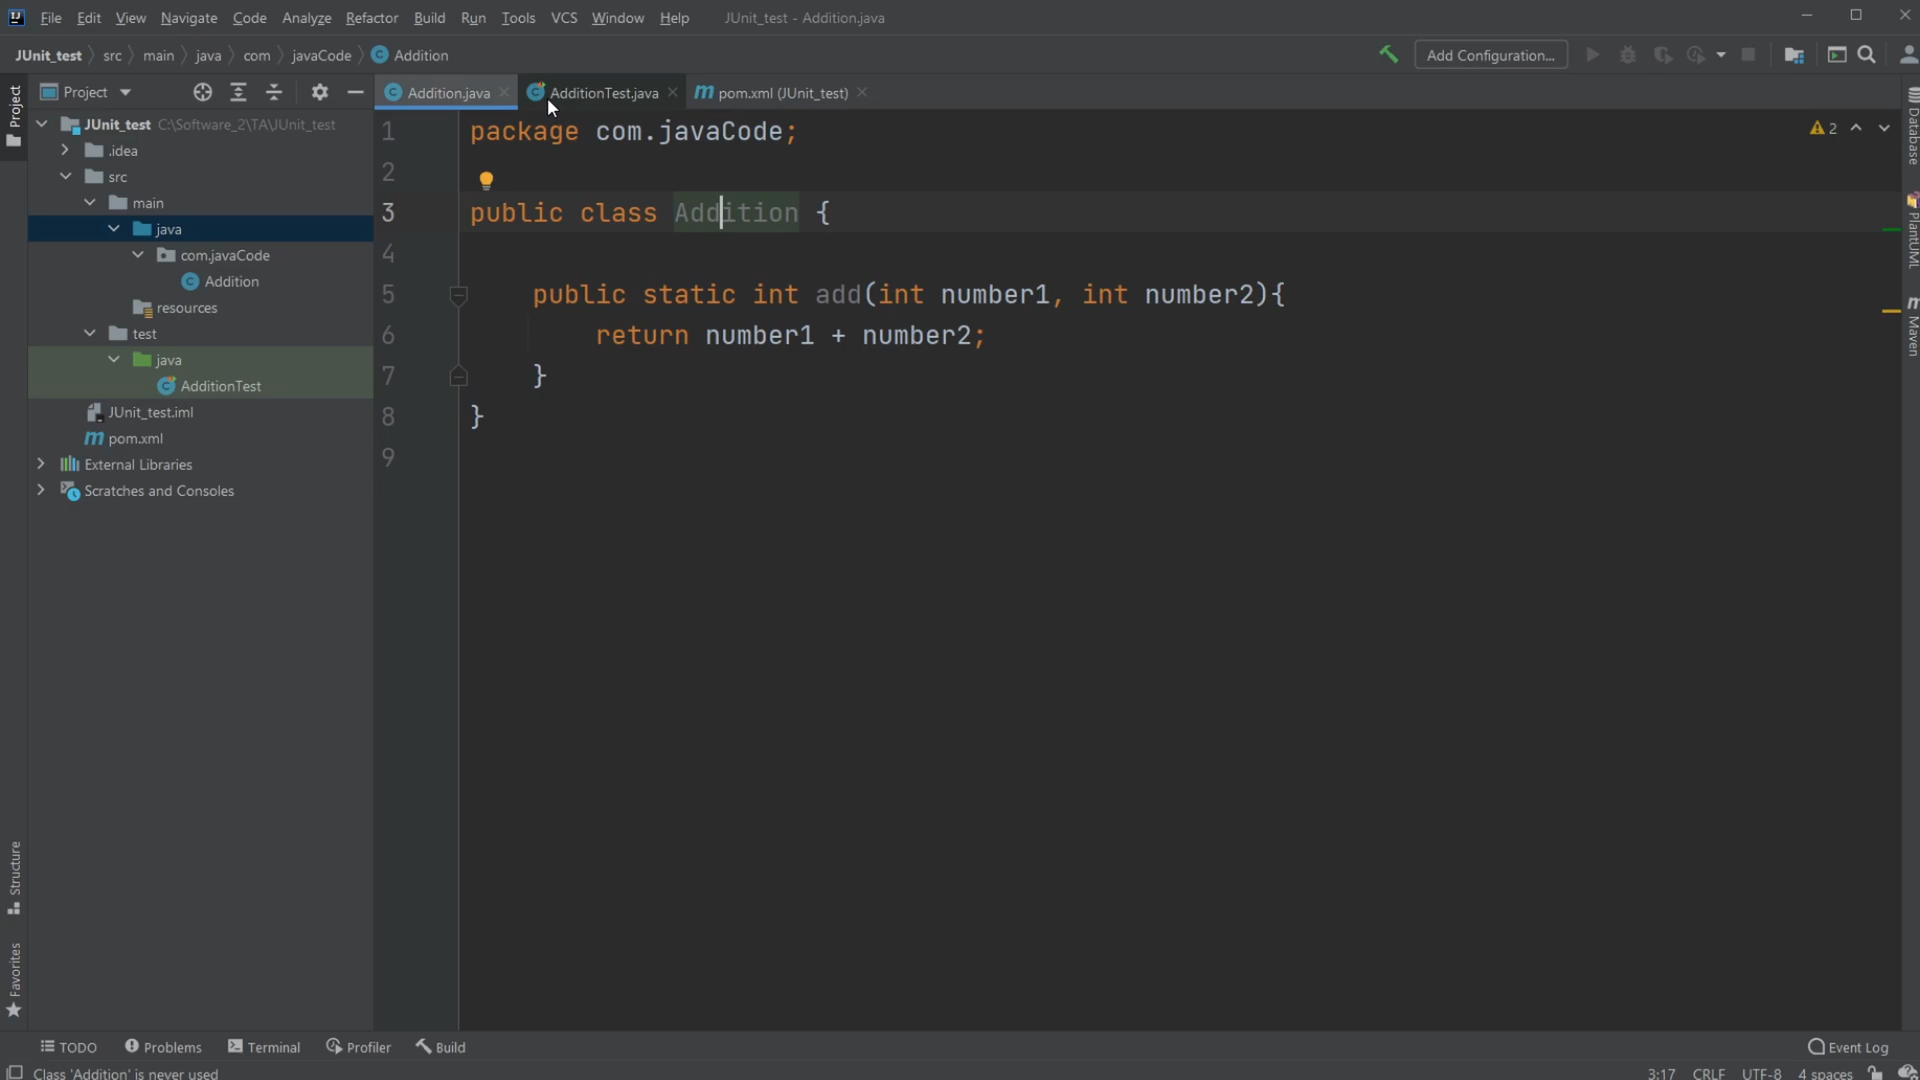 File Edit View Navigate Code Analyze Refactor Build Run Tools VCS Window Help JUnit_test - Addition.java
JUnit_test src main java com javaCode Addition Add Configuration...
Project
Project
Addition.java
AdditionTest.java
pom.xml (JUnit_test)
JUnit_test C:\Software_2\TA\JUnit_test
.idea
src
main
java
com.javaCode
Addition
resources
test
java
AdditionTest
JUnit_test.iml
pom.xml
External Libraries
Scratches and Consoles
1 package com.javaCode;
2
3 public class Addition {
4
5 public static int add(int number1, int number2){
6 return number1 + number2;
7 }
8 }
9
2
Database
PlantUML
Maven
Structure
Favorites
TODO Problems Terminal Profiler Build Event Log
Class 'Addition' is never used 3:17 CRLF UTF-8 4 spaces